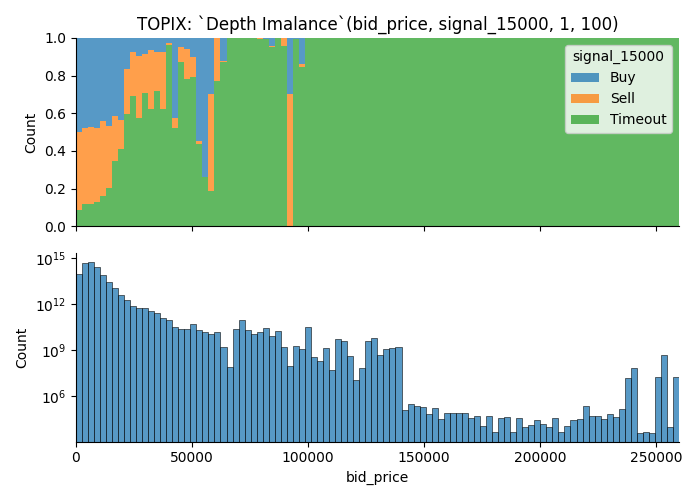 TOPIX: `Depth Imalance`(bid_price, signal_15000, 1, 100)
1.0
0.8
0.6
0.4
0.2
0.0
Count
signal_15000
Buy
Sell
Timeout
10^15
10^12
10^9
10^6
Count
0 50000 100000 150000 200000 250000
bid_price